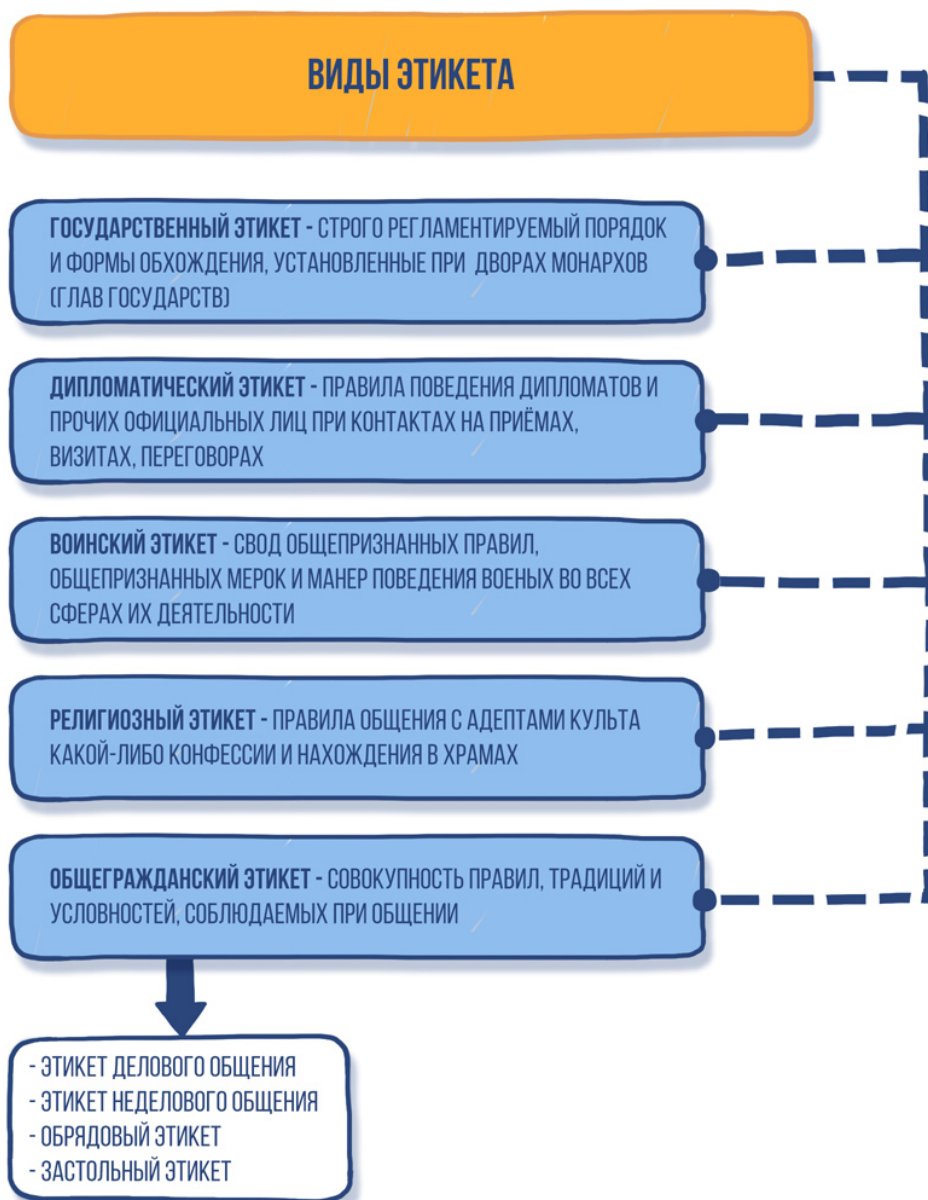 ВИДЫ ЭТИКЕТА
ГОСУДАРСТВЕННЫЙ ЭТИКЕТ - СТРОГО РЕГЛАМЕНТИРУЕМЫЙ ПОРЯДОК
И ФОРМЫ ОБХОЖДЕНИЯ, УСТАНОВЛЕННЫЕ ПРИ ДВОРАХ МОНАРХОВ
(ГЛАВ ГОСУДАРСТВ)
ДИПЛОМАТИЧЕСКИЙ ЭТИКЕТ - ПРАВИЛА ПОВЕДЕНИЯ ДИПЛОМАТОВ И
ПРОЧИХ ОФИЦИАЛЬНЫХ ЛИЦ ПРИ КОНТАКТАХ НА ПРИЁМАХ,
ВИЗИТАХ, ПЕРЕГОВОРАХ
ВОИНСКИЙ ЭТИКЕТ - СВОД ОБЩЕПРИЗНАННЫХ ПРАВИЛ,
ОБЩЕПРИЗНАННЫХ МЕРОК И МАНЕР ПОВЕДЕНИЯ ВОЕНЫХ ВО ВСЕХ
СФЕРАХ ИХ ДЕЯТЕЛЬНОСТИ
РЕЛИГИОЗНЫЙ ЭТИКЕТ - ПРАВИЛА ОБЩЕНИЯ С АДЕПТАМИ КУЛЬТА
КАКОЙ-ЛИБО КОНФЕССИИ И НАХОЖДЕНИЯ В ХРАМАХ
ОБЩЕГРАЖДАНСКИЙ ЭТИКЕТ - СОВОКУПНОСТЬ ПРАВИЛ, ТРАДИЦИЙ И
УСЛОВНОСТЕЙ, СОБЛЮДАЕМЫХ ПРИ ОБЩЕНИИ
- ЭТИКЕТ ДЕЛОВОГО ОБЩЕНИЯ
- ЭТИКЕТ НЕДЕЛОВОГО ОБЩЕНИЯ
- ОБРЯДОВЫЙ ЭТИКЕТ
- ЗАСТОЛЬНЫЙ ЭТИКЕТ